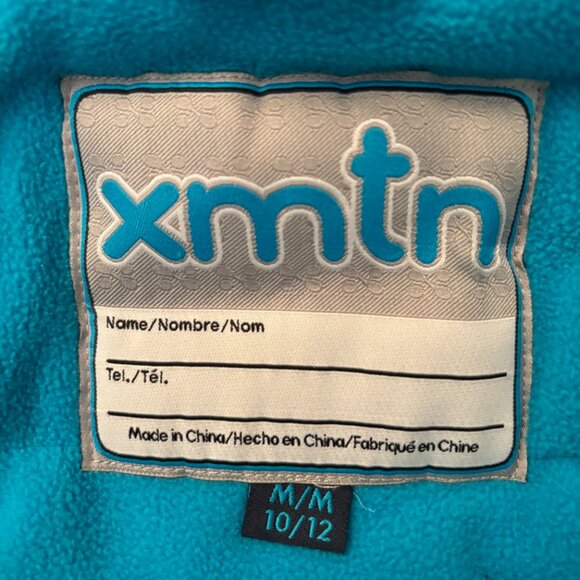 xmtn
Name/Nombre/Nom
Tel./Tél.
Made in China/Hecho en China/Fabriqué en Chine
M/M
10/12